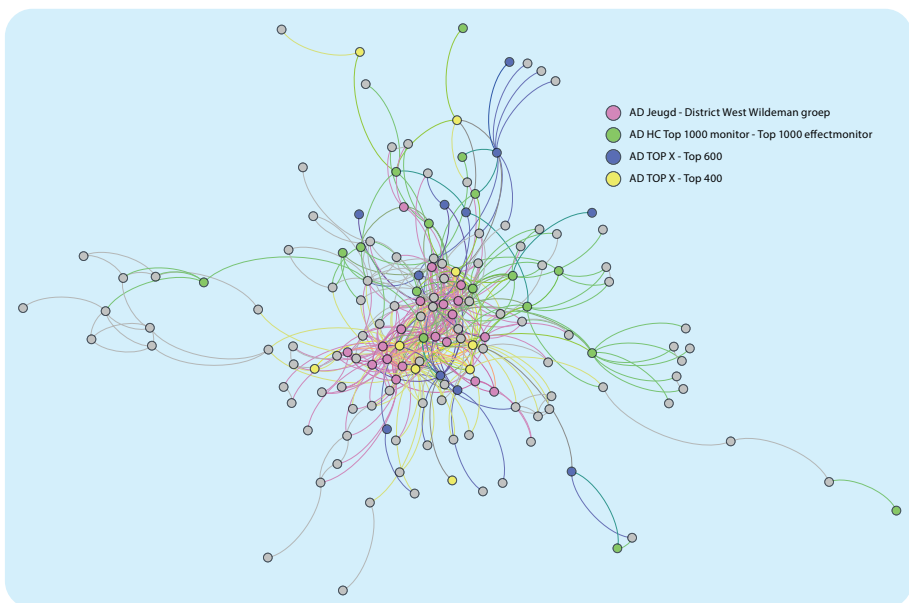 AD Jeugd - District West Wildeman groep
AD HC Top 1000 monitor - Top 1000 effectmonitor
AD TOP X - Top 600
AD TOP X - Top 400